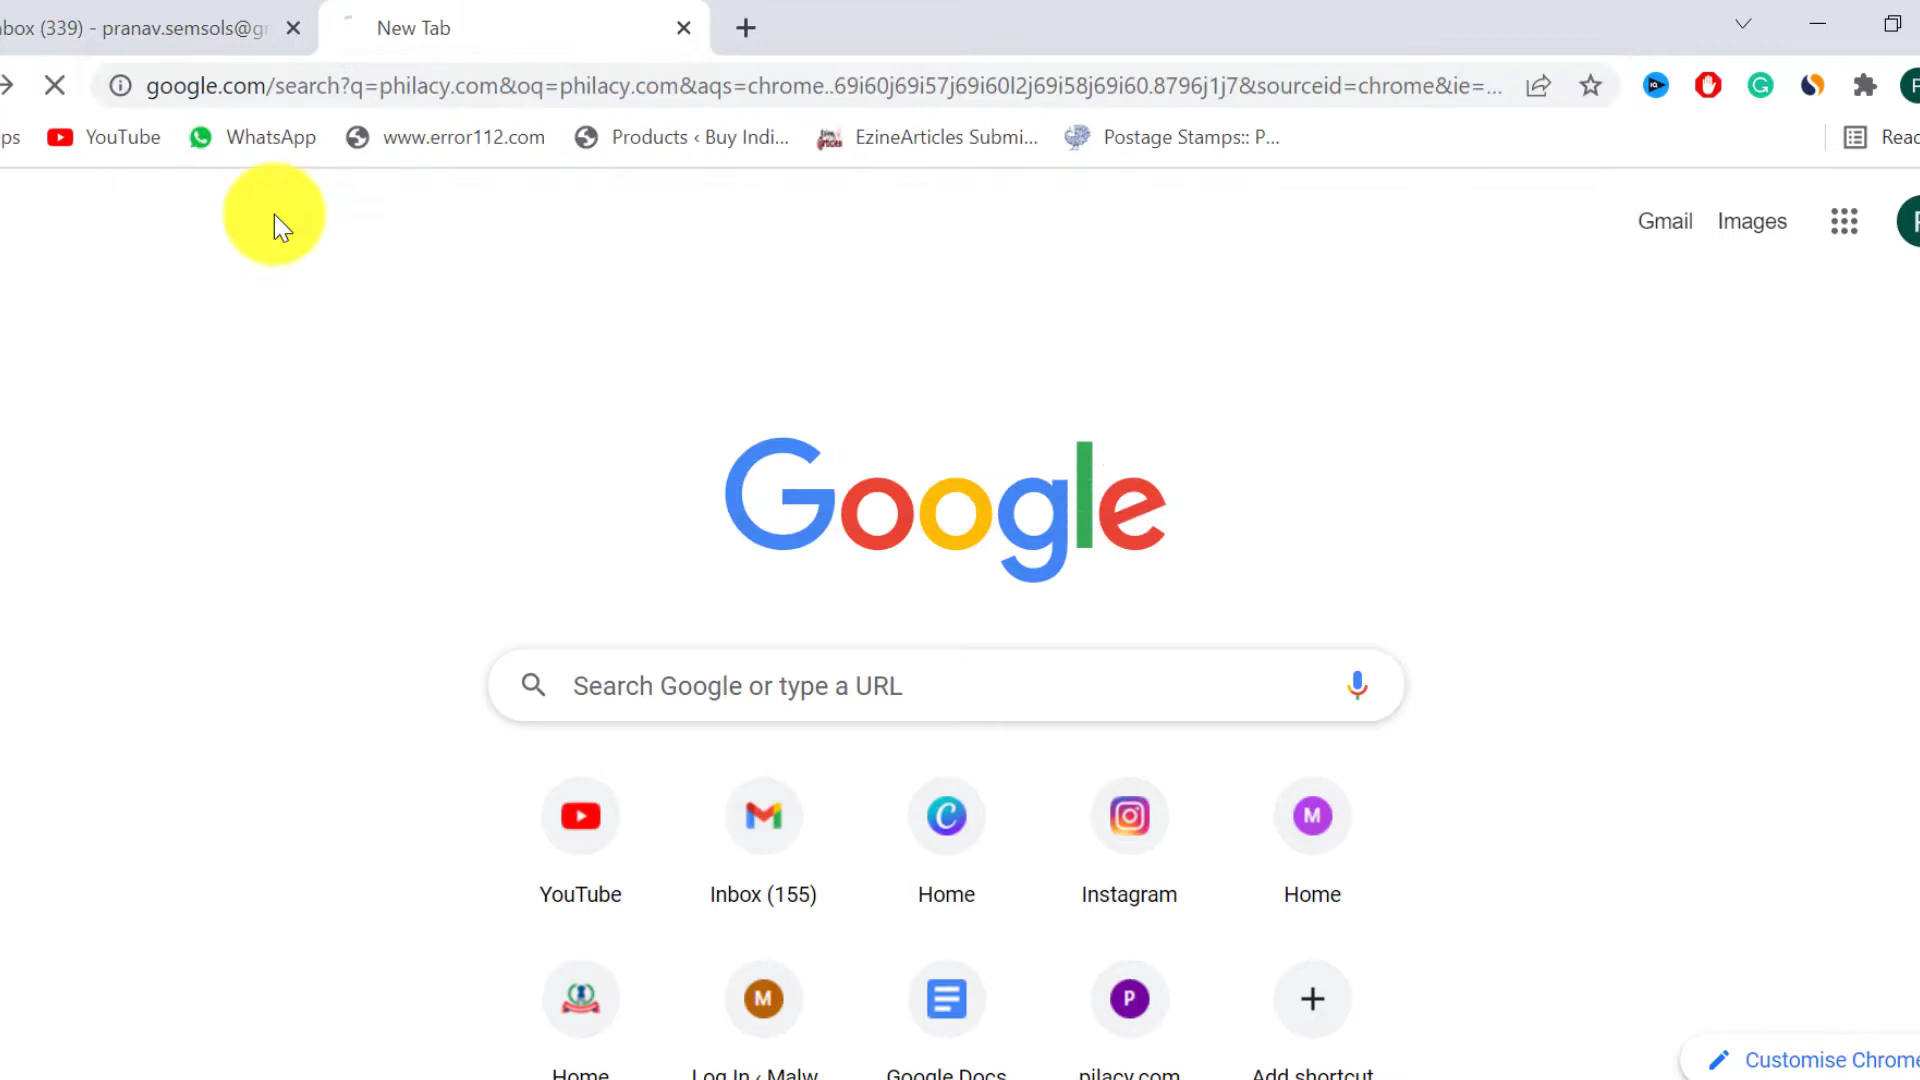 nbox (339) - pranav.semsols@g
New Tab
google.com/search?q=philacy.com&oq=philacy.com&aqs=chrome..69i60j69i57j69i60l2j69i58j69i60.8796j1j7&sourceid=chrome&ie=...
ps YouTube WhatsApp www.error112.com Products ‹ Buy Indi... EzineArticles Submi... Postage Stamps:: P... Reac
Gmail Images
Google
Search Google or type a URL
YouTube Inbox (155) Home Instagram Home
M
M P
Home Log In ‹ Malw... Google Docs pilacy.com Add shortcut
Customise Chrome